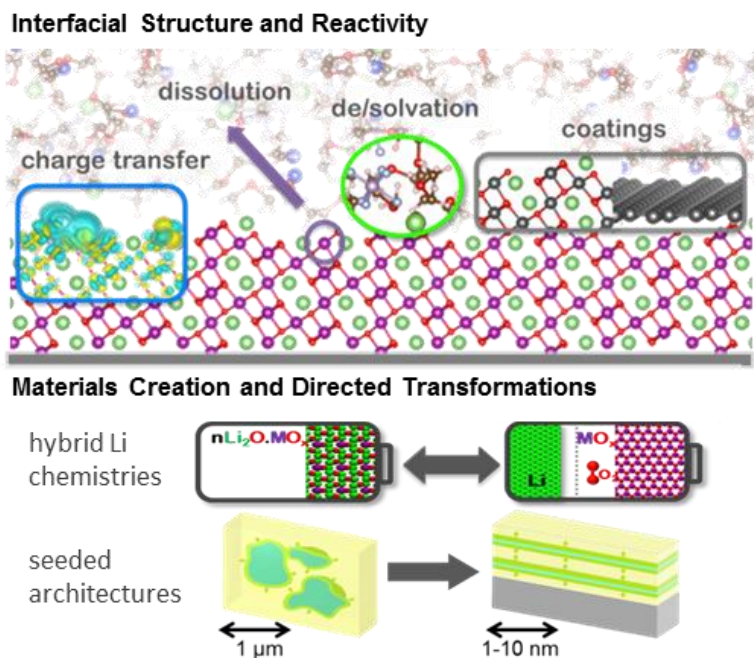 Interfacial Structure and Reactivity
dissolution
de/solvation
coatings
charge transfer
Materials Creation and Directed Transformations
hybrid Li
chemistries
nLi₂O.MOₓ
Li
MOₓ
O₂
seeded
architectures
1 µm
1-10 nm